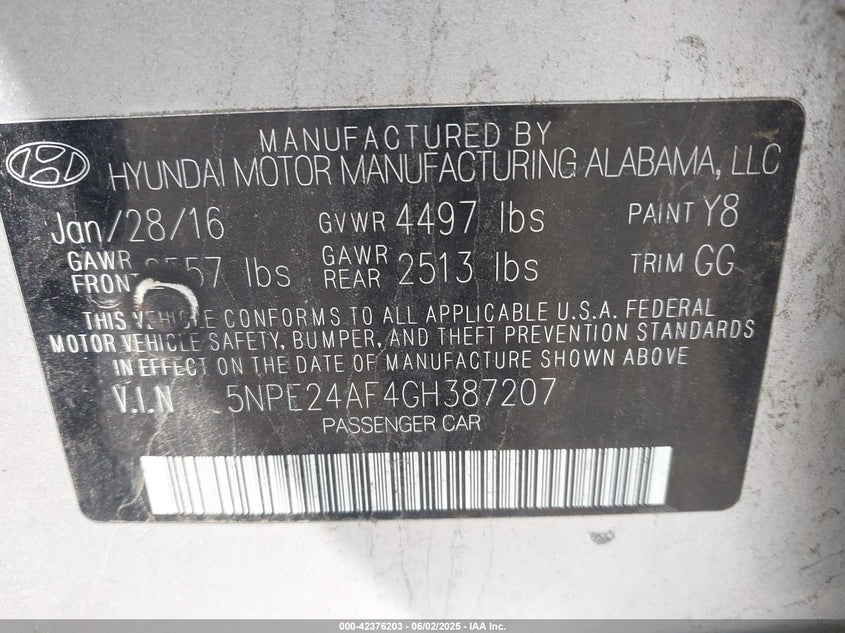 MANUFACTURED BY
HYUNDAI MOTOR MANUFACTURING ALABAMA, LLC
Jan/28/16 GVWR 4497 lbs PAINT Y8
GAWR FRONT lbs GAWR REAR 2513 lbs TRIM GG
THIS VEHICLE CONFORMS TO ALL APPLICABLE U.S.A. FEDERAL
MOTOR VEHICLE SAFETY, BUMPER, AND THEFT PREVENTION STANDARDS
IN EFFECT ON THE DATE OF MANUFACTURE SHOWN ABOVE.
V.I.N 5NPE24AF4GH387207
PASSENGER CAR
000-42376203 - 06/02/2025 - IAA Inc.